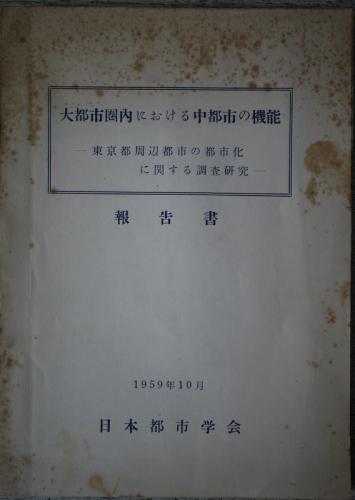 大都市圏内における中都市の機能
―東京都周辺都市の都市化
に関する調査研究―
報告書
1959年10月
日本都市学会